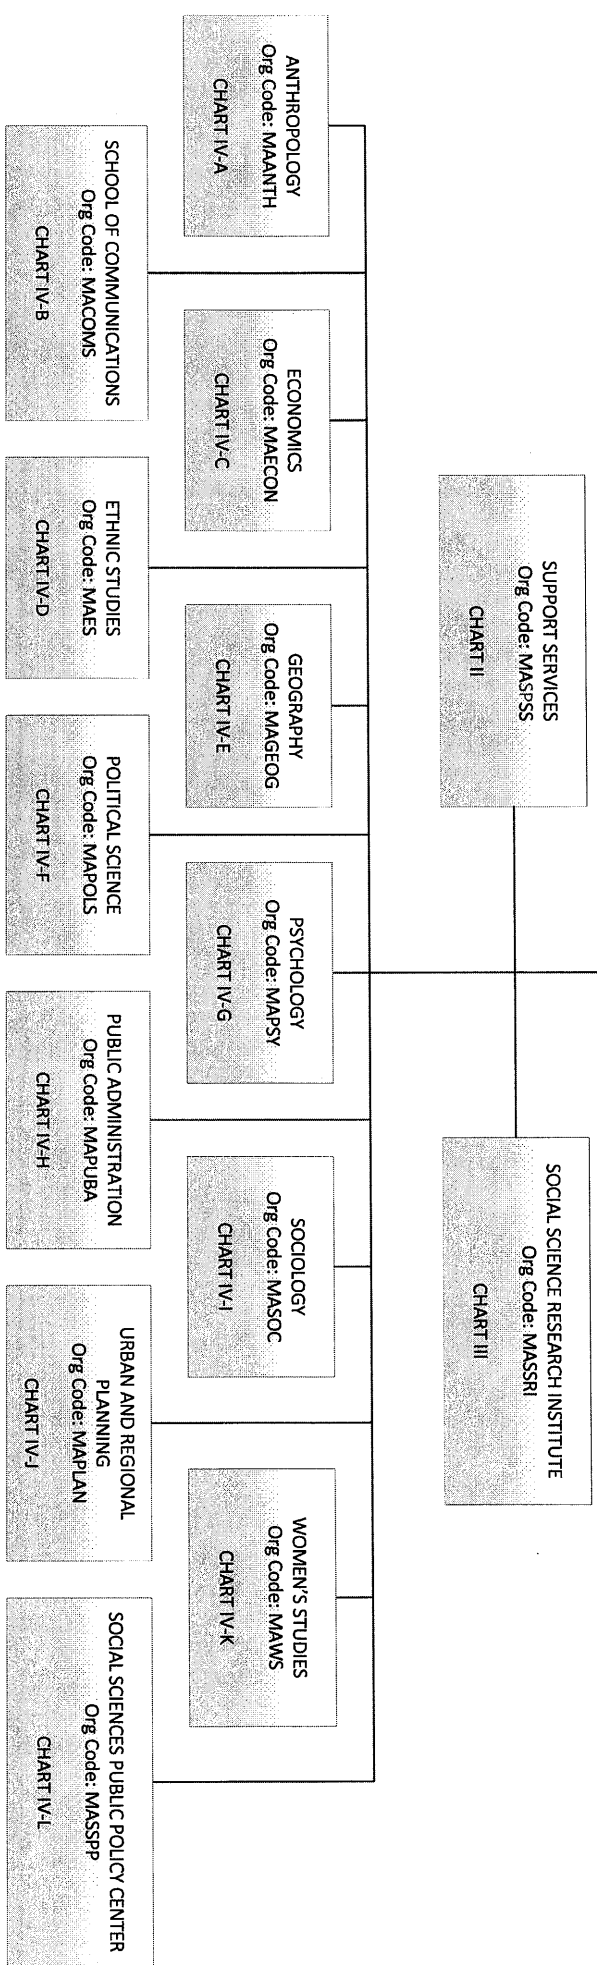 SUPPORT SERVICES
Org Code: MASPSS
CHART II
SOCIAL SCIENCE RESEARCH INSTITUTE
Org Code: MASSRI
CHART III
ANTHROPOLOGY
Org Code: MAANTH
CHART IV-A
ECONOMICS
Org Code: MAECON
CHART IV-C
GEOGRAPHY
Org Code: MAGEOG
CHART IV-E
PSYCHOLOGY
Org Code: MAPSY
CHART IV-G
SOCIOLOGY
Org Code: MASOC
CHART IV-I
WOMEN'S STUDIES
Org Code: MAWS
CHART IV-K
SCHOOL OF COMMUNICATIONS
Org Code: MACOMS
CHART IV-B
ETHNIC STUDIES
Org Code: MAES
CHART IV-D
POLITICAL SCIENCE
Org Code: MAPOLS
CHART IV-F
PUBLIC ADMINISTRATION
Org Code: MAPUBA
CHART IV-H
URBAN AND REGIONAL
PLANNING
Org Code: MAPLAN
CHART IV-J
SOCIAL SCIENCES PUBLIC POLICY CENTER
Org Code: MASSPP
CHART IV-L